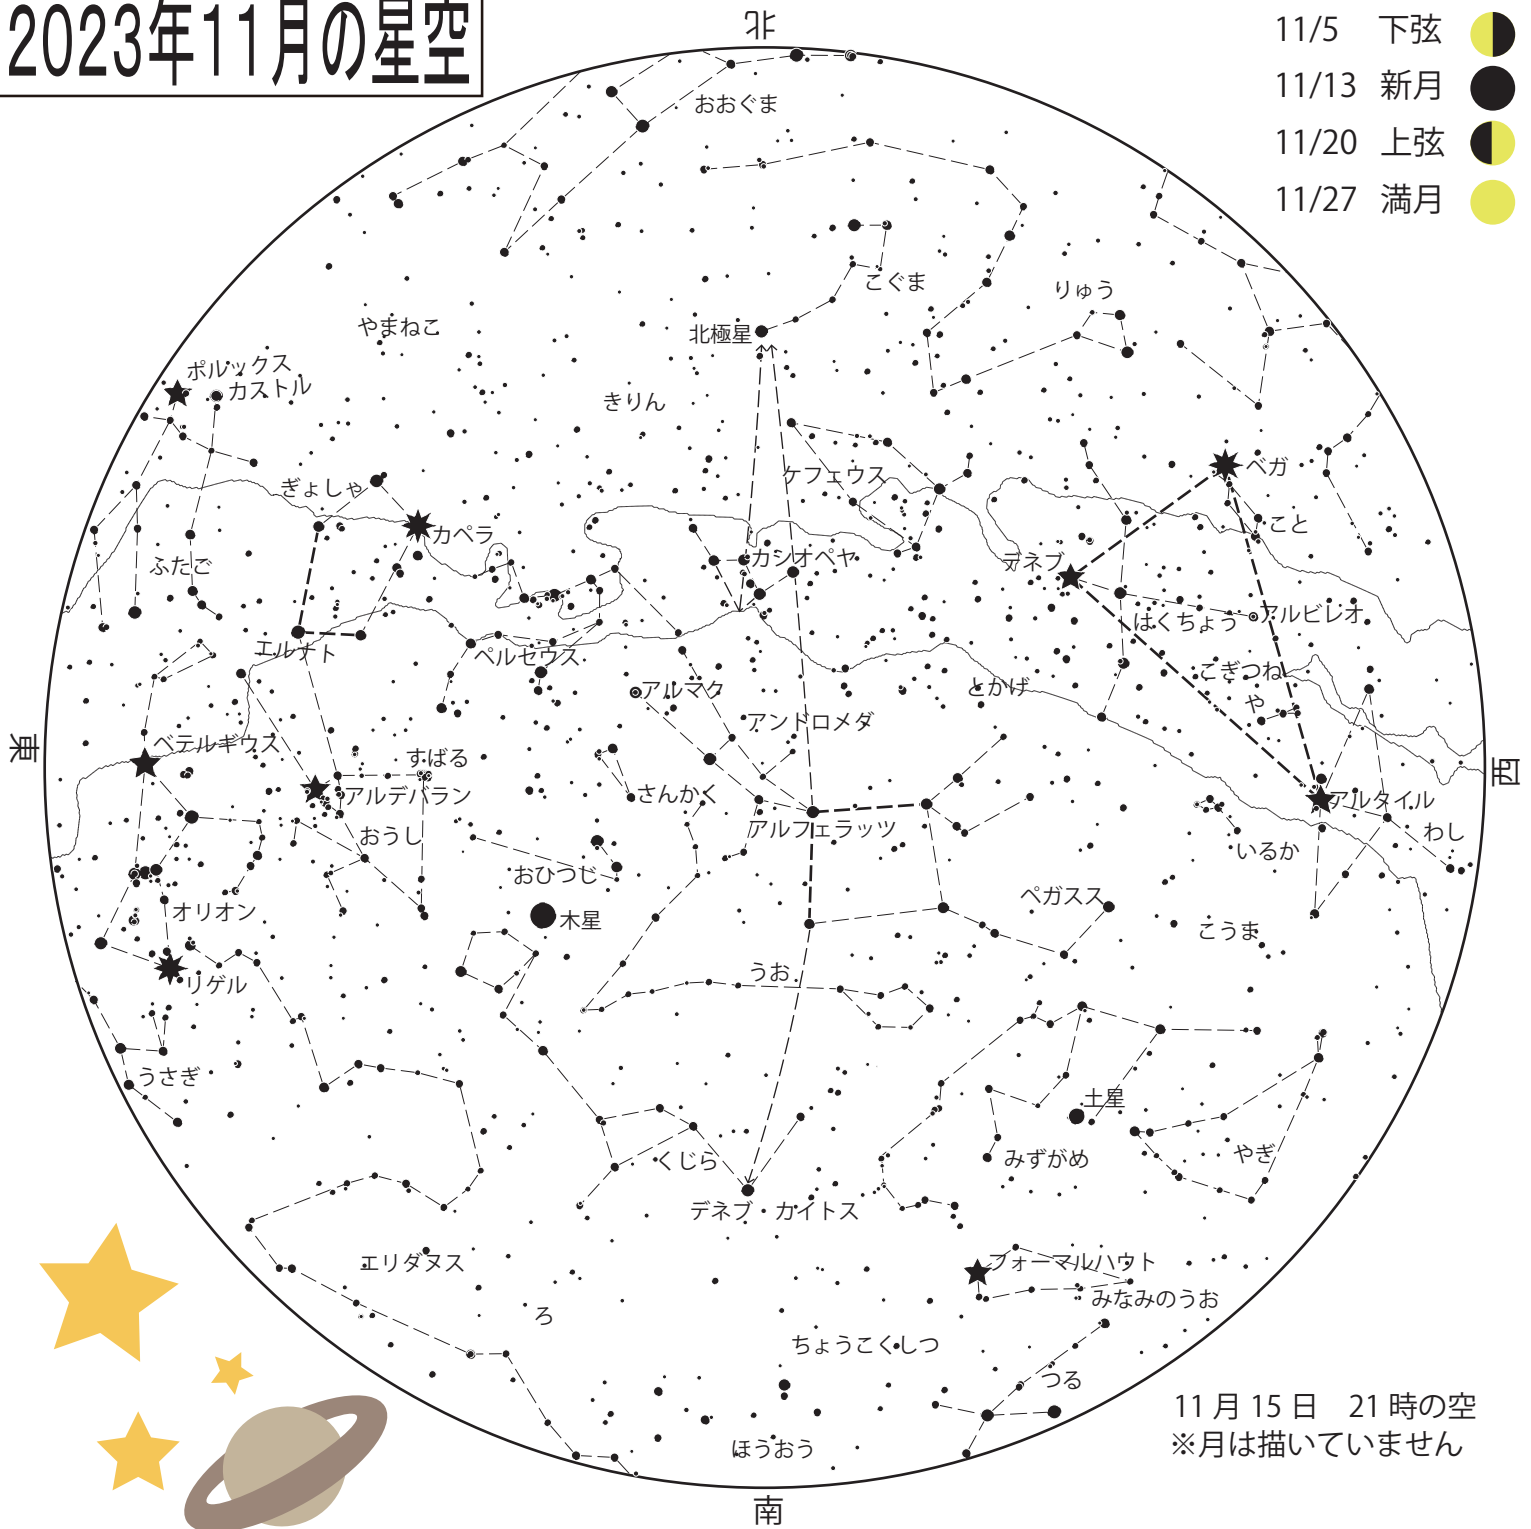 2023年11月の星空
北
11/5 下弦
11/13 新月
11/20 上弦
11/27 満月
おおぐま
こぐま
りゅう
やまねこ
北極星
ポルックス
カストル
きりん
ケフェウス
ベガ
ぎょしゃ
カペラ
こと
カシオペヤ
デネブ
ふたご
はくちょう
アルビレオ
エルナト
ペルセウス
こぎつね
とかげ
アルマク
や
アンドロメダ
東
ベテルギウス
すばる
西
アルデバラン
さんかく
アルタイル
おうし
アルフェラッツ
わし
いるか
おひつじ
ペガスス
オリオン
木星
こうま
うお
リゲル
うさぎ
土星
くじら
みずがめ
やぎ
デネブ・カイトス
エリダヌス
フォーマルハウト
みなみのうお
ろ
ちょうこくしつ
つる
ほうおう
11月15日 21時の空
※月は描いていません
南